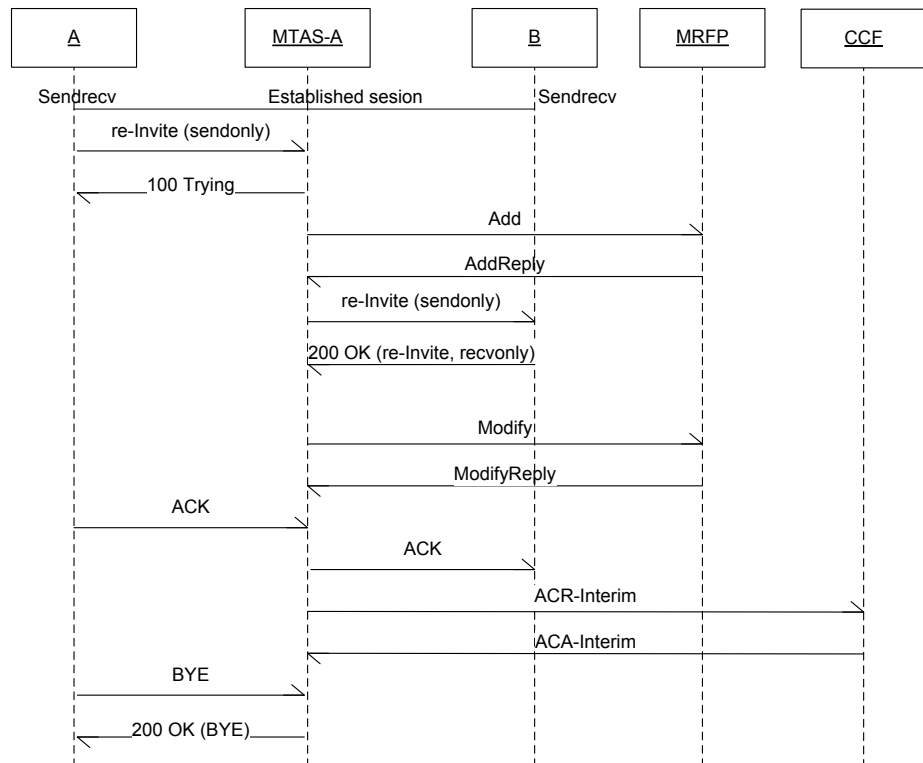 A
MTAS-A
B
MRFP
CCF
Sendrecv
Established sesion
Sendrecv
re-Invite (sendonly)
100 Trying
Add
AddReply
re-Invite (sendonly)
200 OK (re-Invite, recvonly)
Modify
ModifyReply
ACK
ACK
ACR-Interim
ACA-Interim
BYE
200 OK (BYE)